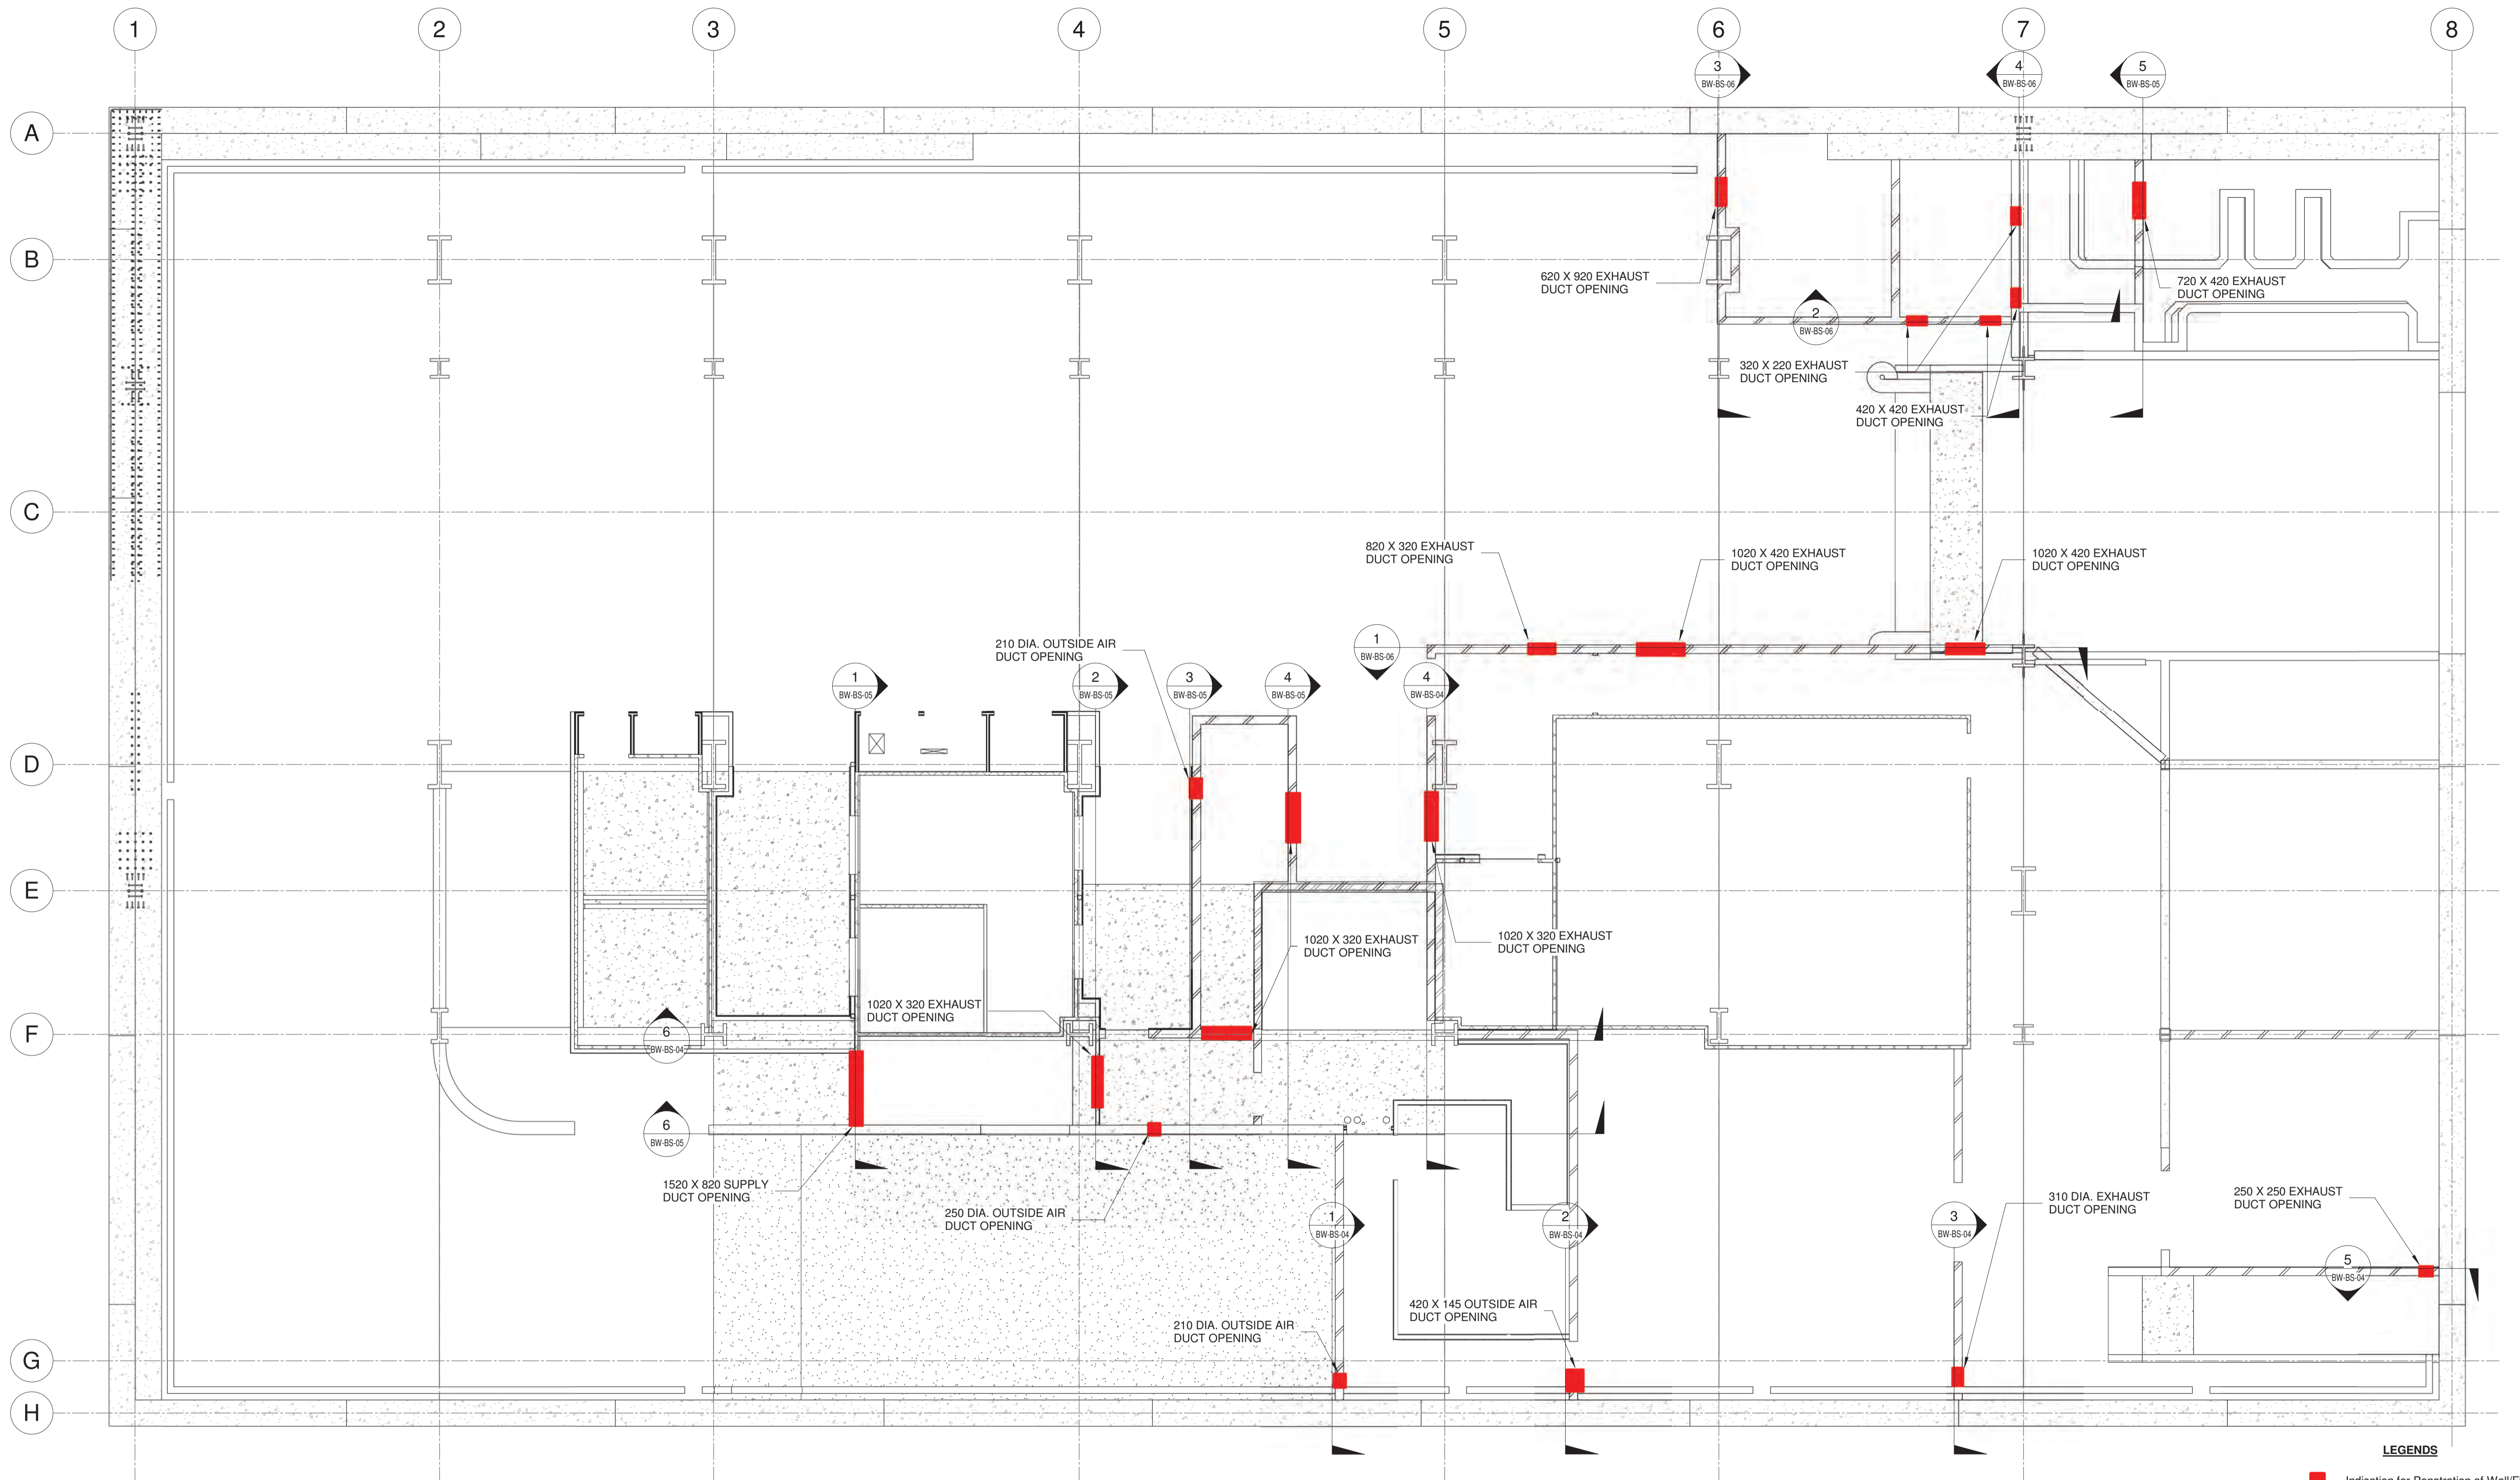 1 2 3 4 5 6 7 8
3
BW-BS-06
4
BW-BS-06
5
BW-BS-05
A
B
620 X 920 EXHAUST
DUCT OPENING
720 X 420 EXHAUST
DUCT OPENING
2
BW-BS-06
320 X 220 EXHAUST
DUCT OPENING
420 X 420 EXHAUST
DUCT OPENING
C
820 X 320 EXHAUST
DUCT OPENING
1020 X 420 EXHAUST
DUCT OPENING
1020 X 420 EXHAUST
DUCT OPENING
210 DIA. OUTSIDE AIR
DUCT OPENING
1
BW-BS-06
1
BW-BS-05
2
BW-BS-05
3
BW-BS-05
4
BW-BS-05
4
BW-BS-04
D
E
1020 X 320 EXHAUST
DUCT OPENING
1020 X 320 EXHAUST
DUCT OPENING
1020 X 320 EXHAUST
DUCT OPENING
F
6
BW-BS-04
6
BW-BS-05
1520 X 820 SUPPLY
DUCT OPENING
250 DIA. OUTSIDE AIR
DUCT OPENING
1
BW-BS-04
2
BW-BS-04
3
BW-BS-04
310 DIA. EXHAUST
DUCT OPENING
250 X 250 EXHAUST
DUCT OPENING
5
BW-BS-04
420 X 145 OUTSIDE AIR
DUCT OPENING
210 DIA. OUTSIDE AIR
DUCT OPENING
G
H
LEGENDS
Indication for Penetration of Wall/F